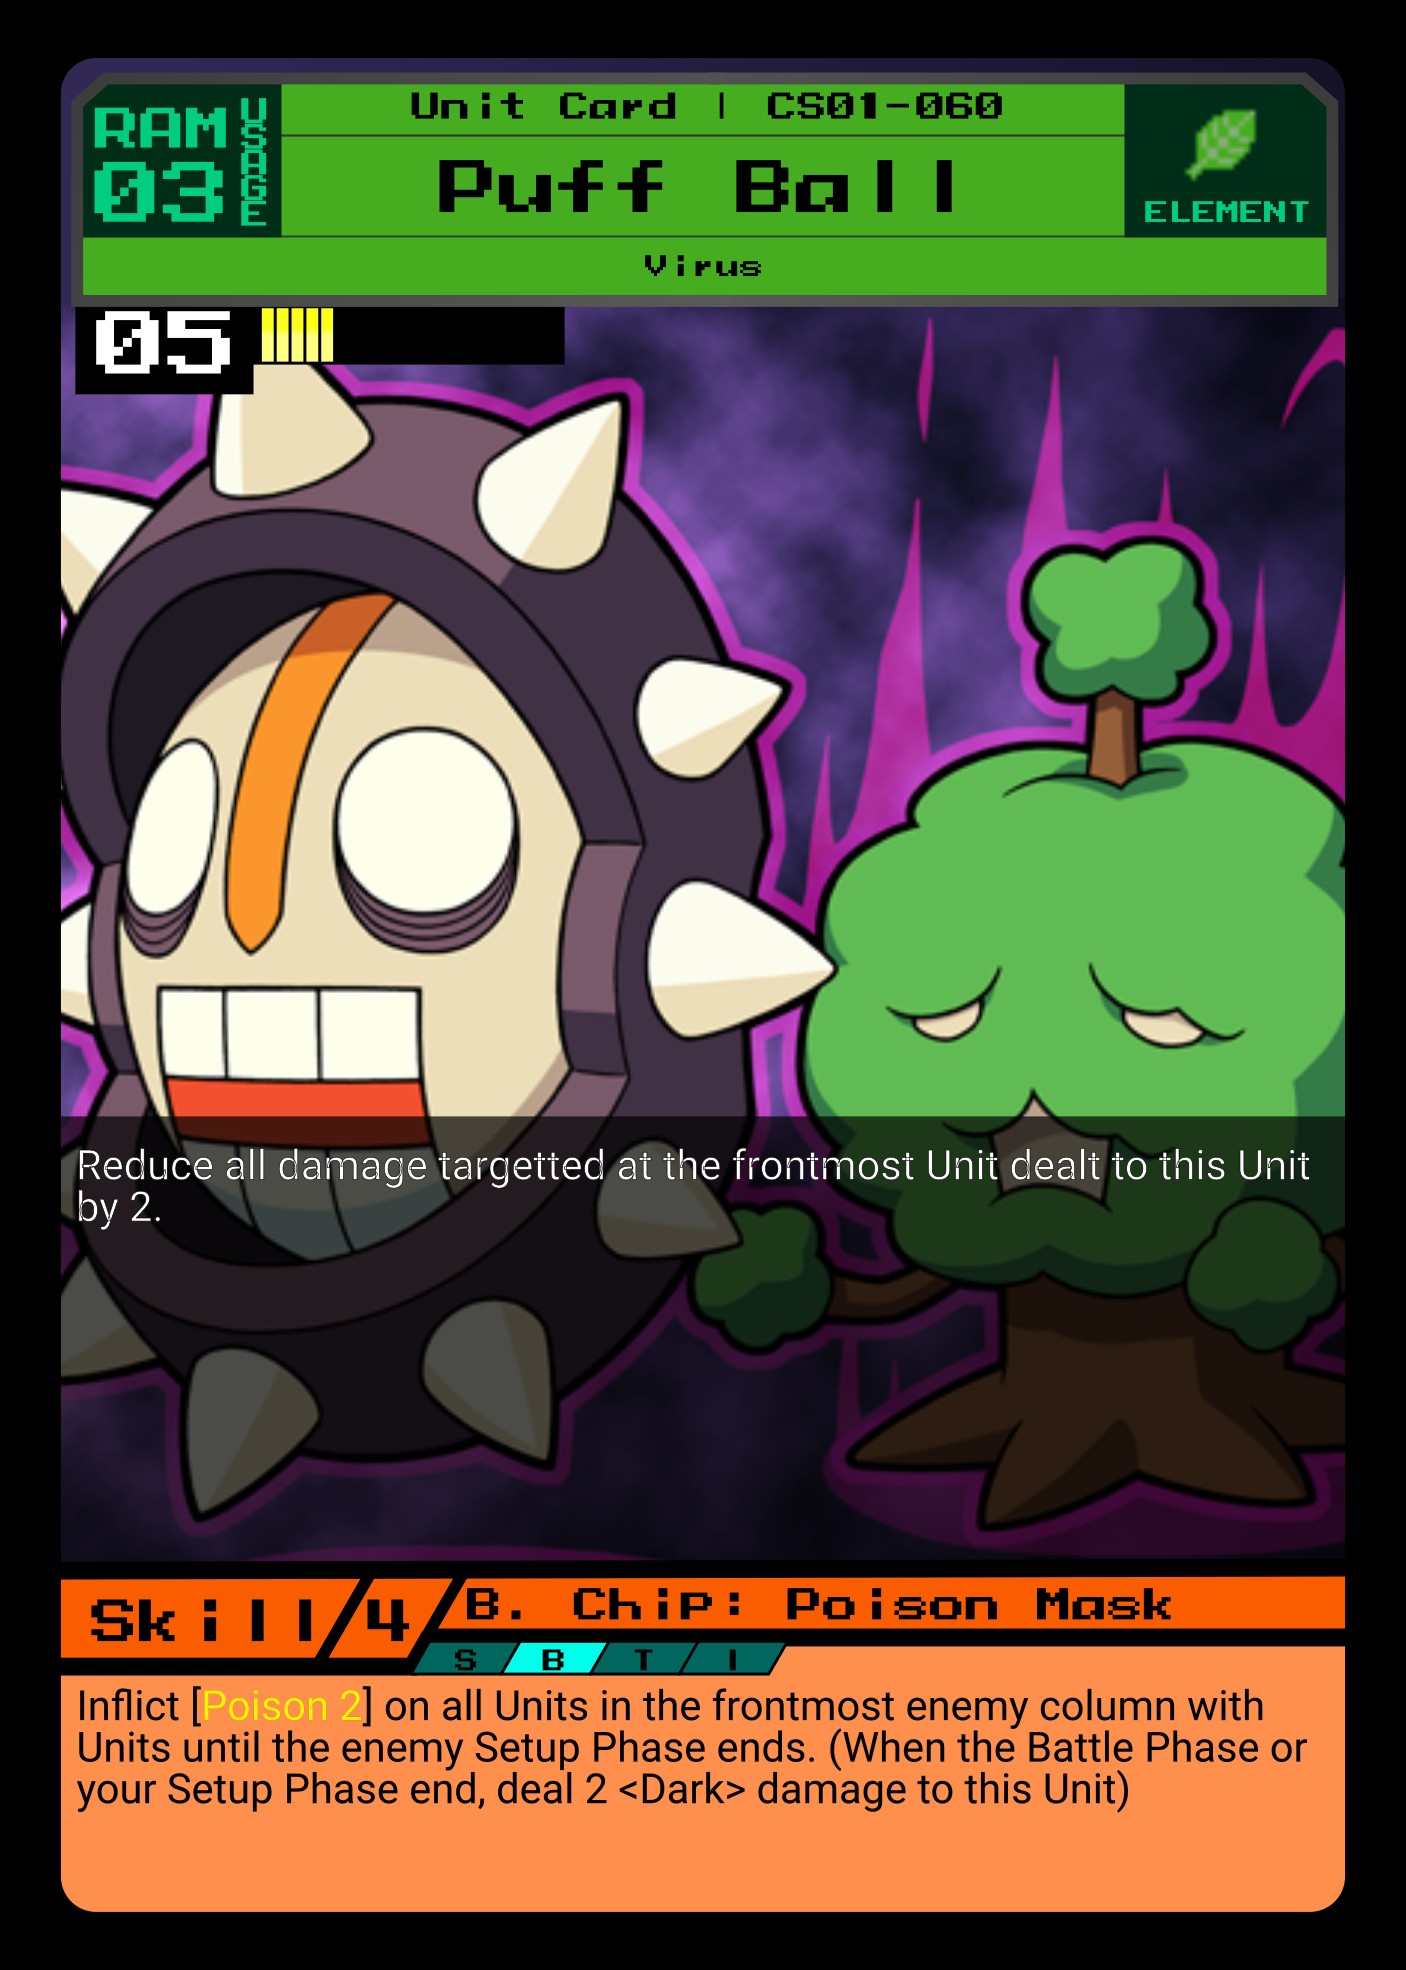 RAM
USAGE
03
Unit Card | CS01-060
Puff Ball
ELEMENT
Virus
05
Reduce all damage targetted at the frontmost Unit dealt to this Unit
by 2.
Skill/4
B. Chip: Poison Mask
S B T I
Inflict [Poison 2] on all Units in the frontmost enemy column with
Units until the enemy Setup Phase ends. (When the Battle Phase or
your Setup Phase end, deal 2 <Dark> damage to this Unit)